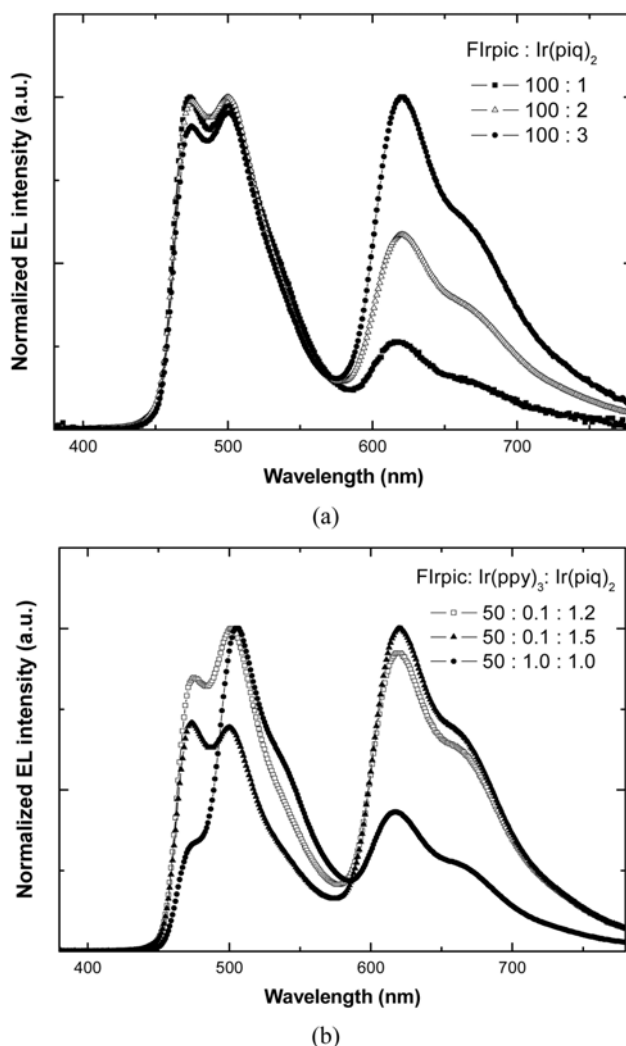 FIrpic : Ir(piq)2
100 : 1
100 : 2
100 : 3
Normalized EL intensity (a.u.)
400 500 600 700
Wavelength (nm)
(a)
FIrpic: Ir(ppy)3: Ir(piq)2
50 : 0.1 : 1.2
50 : 0.1 : 1.5
50 : 1.0 : 1.0
Normalized EL intensity (a.u.)
400 500 600 700
Wavelength (nm)
(b)